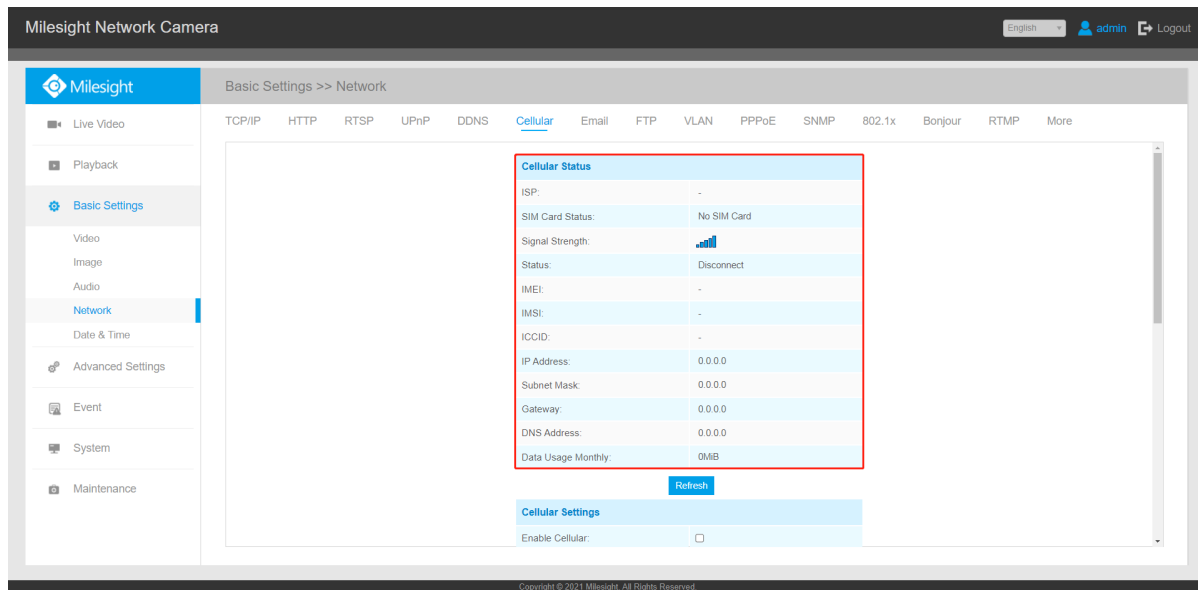 Milesight Network Camera
English
admin
Logout
Milesight
Basic Settings >> Network
Live Video
Playback
Basic Settings
Video
Image
Audio
Network
Date & Time
Advanced Settings
Event
System
Maintenance
TCP/IP HTTP RTSP UPnP DDNS Cellular Email FTP VLAN PPPoE SNMP 802.1x Bonjour RTMP More
Cellular Status
ISP: -
SIM Card Status: No SIM Card
Signal Strength:
Status: Disconnect
IMEI: -
IMSI: -
ICCID: -
IP Address: 0.0.0.0
Subnet Mask: 0.0.0.0
Gateway: 0.0.0.0
DNS Address: 0.0.0.0
Data Usage Monthly: 0MiB
Refresh
Cellular Settings
Enable Cellular:
Copyright © 2021 Milesight. All Rights Reserved.